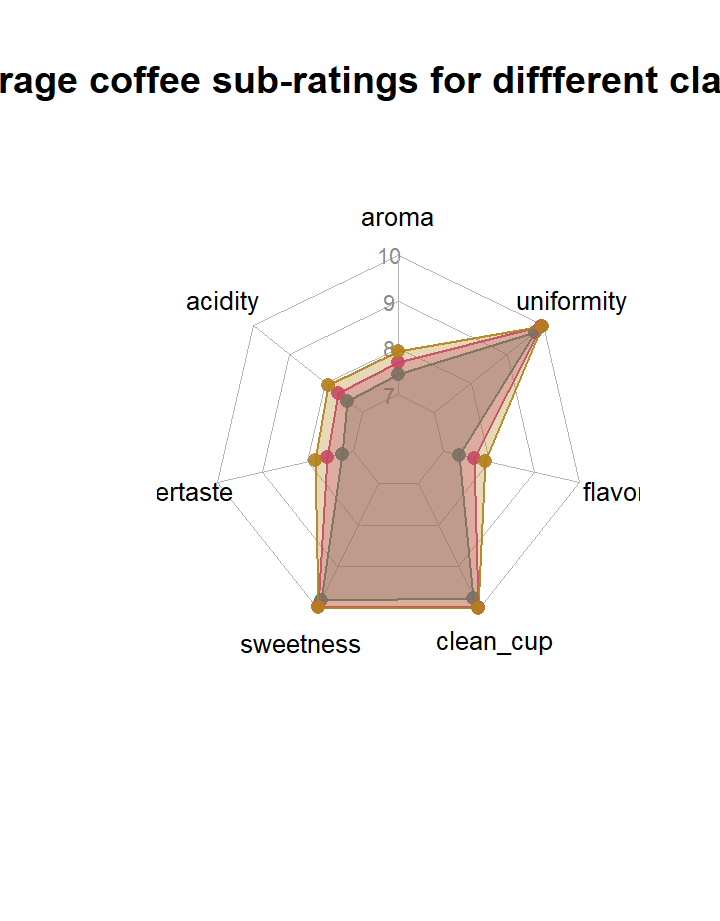 rage coffee sub-ratings for diffferent cla
aroma
10
acidity
9
uniformity
8
7
ertaste
flavor
sweetness
clean_cup